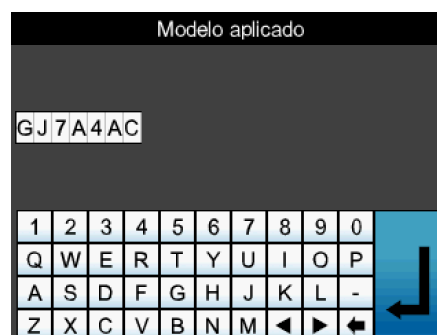 Modelo aplicado
GJ7A4AC
1 2 3 4 5 6 7 8 9 0
Q W E R T Y U I O P
A S D F G H J K L -
Z X C V B N M